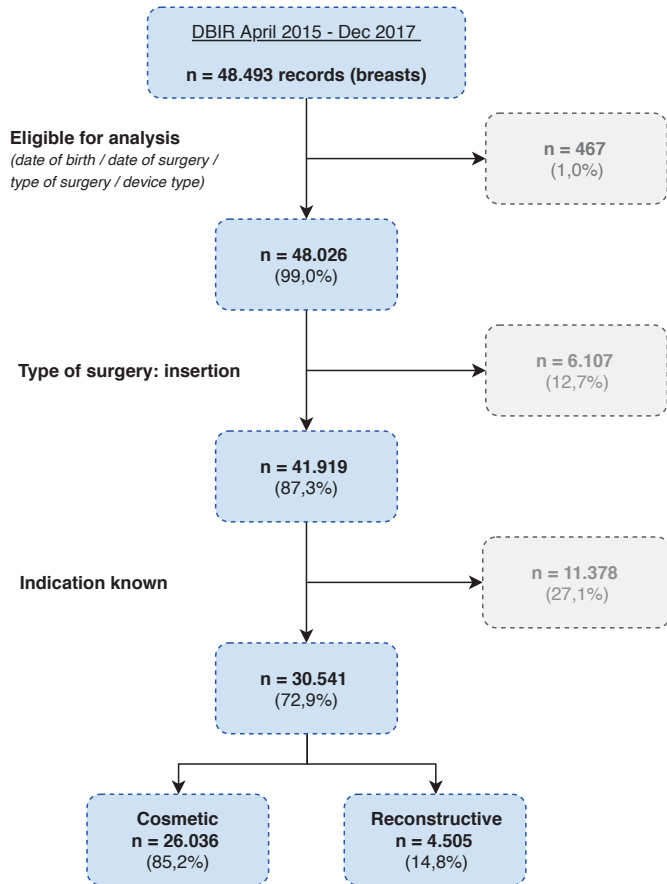 DBIR April 2015 - Dec 2017
n = 48.493 records (breasts)
Eligible for analysis
(date of birth / date of surgery /
type of surgery / device type)
n = 467
(1,0%)
n = 48.026
(99,0%)
Type of surgery: insertion
n = 6.107
(12,7%)
n = 41.919
(87,3%)
Indication known
n = 11.378
(27,1%)
n = 30.541
(72,9%)
Cosmetic
n = 26.036
(85,2%)
Reconstructive
n = 4.505
(14,8%)